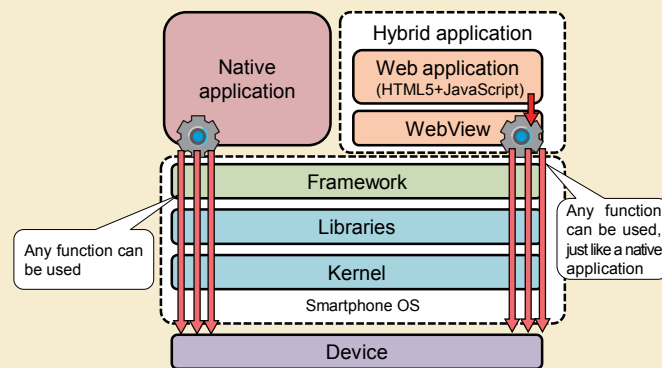 Native
application
Hybrid application
Web application
(HTML5+JavaScript)
WebView
Framework
Libraries
Kernel
Smartphone OS
Device
Any function can
be used
Any function
can be used,
just like a native
application